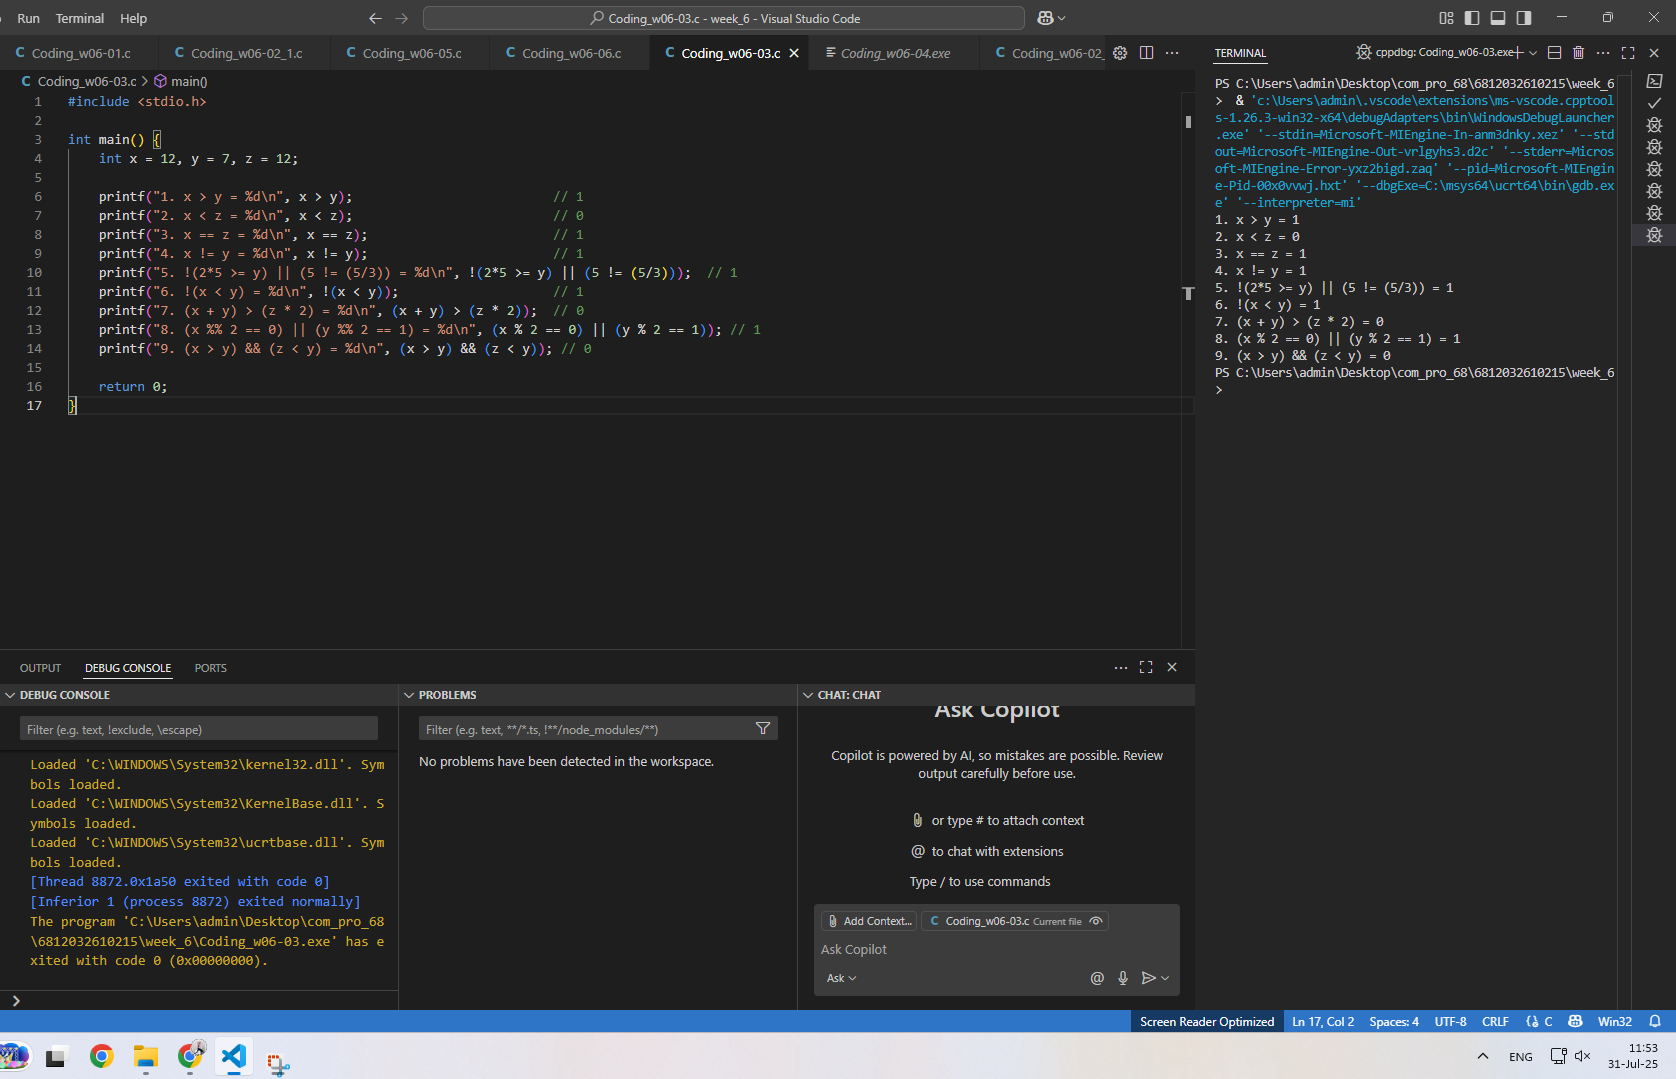 Run Terminal Help
Coding_w06-03.c - week_6 - Visual Studio Code
C Coding_w06-01.c
C Coding_w06-02_1.c
C Coding_w06-05.c
C Coding_w06-06.c
C Coding_w06-03.c
Coding_w06-04.exe
C Coding_w06-02_
C Coding_w06-03.c > main()
1 #include <stdio.h>
2
3 int main() {
4     int x = 12, y = 7, z = 12;
5
6     printf("1. x > y = %d\n", x > y);                          // 1
7     printf("2. x < z = %d\n", x < z);                          // 0
8     printf("3. x == z = %d\n", x == z);                        // 1
9     printf("4. x != y = %d\n", x != y);                        // 1
10     printf("5. !(2*5 >= y) || (5 != (5/3)) = %d\n", !(2*5 >= y) || (5 != (5/3)));  // 1
11     printf("6. !(x < y) = %d\n", !(x < y));                    // 1
12     printf("7. (x + y) > (z * 2) = %d\n", (x + y) > (z * 2));  // 0
13     printf("8. (x %% 2 == 0) || (y %% 2 == 1) = %d\n", (x % 2 == 0) || (y % 2 == 1)); // 1
14     printf("9. (x > y) && (z < y) = %d\n", (x > y) && (z < y)); // 0
15
16     return 0;
17 }
TERMINAL
cppdbg: Coding_w06-03.exe
PS C:\Users\admin\Desktop\com_pro_68\6812032610215\week_6
> & 'c:\Users\admin\.vscode\extensions\ms-vscode.cpptool
s-1.26.3-win32-x64\debugAdapters\bin\WindowsDebugLauncher
.exe' '--stdin=Microsoft-MIEngine-In-anm3dnky.xez' '--std
out=Microsoft-MIEngine-Out-vrlgyhs3.d2c' '--stderr=Micros
oft-MIEngine-Error-yxz2bigd.zaq' '--pid=Microsoft-MIEngin
e-Pid-00x0vvwj.hxt' '--dbgExe=C:\msys64\ucrt64\bin\gdb.ex
e' '--interpreter=mi'
1. x > y = 1
2. x < z = 0
3. x == z = 1
4. x != y = 1
5. !(2*5 >= y) || (5 != (5/3)) = 1
6. !(x < y) = 1
7. (x + y) > (z * 2) = 0
8. (x % 2 == 0) || (y % 2 == 1) = 1
9. (x > y) && (z < y) = 0
PS C:\Users\admin\Desktop\com_pro_68\6812032610215\week_6
>
OUTPUT DEBUG CONSOLE PORTS
DEBUG CONSOLE
Filter (e.g. text, !exclude, \escape)
Loaded 'C:\WINDOWS\System32\kernel32.dll'. Sym
bols loaded.
Loaded 'C:\WINDOWS\System32\KernelBase.dll'. S
ymbols loaded.
Loaded 'C:\WINDOWS\System32\ucrtbase.dll'. Sym
bols loaded.
[Thread 8872.0x1a50 exited with code 0]
[Inferior 1 (process 8872) exited normally]
The program 'C:\Users\admin\Desktop\com_pro_68
\6812032610215\week_6\Coding_w06-03.exe' has e
xited with code 0 (0x00000000).
PROBLEMS
Filter (e.g. text, **/*.ts, !**/node_modules/**)
No problems have been detected in the workspace.
CHAT: CHAT
Ask Copilot
Copilot is powered by AI, so mistakes are possible. Review
output carefully before use.
or type # to attach context
@ to chat with extensions
Type / to use commands
Add Context...
C Coding_w06-03.c Current file
Ask Copilot
Ask
Screen Reader Optimized
Ln 17, Col 2
Spaces: 4
UTF-8
CRLF
C
Win32
ENG
11:53
31-Jul-25